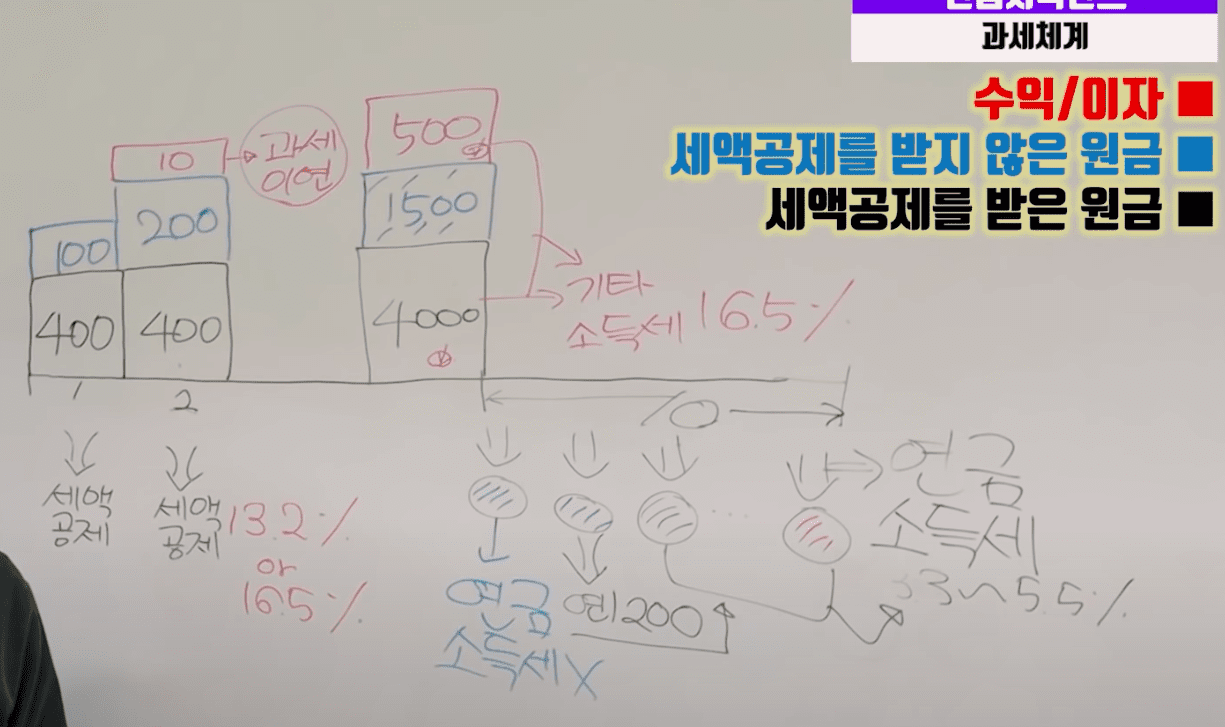 과세체계
수익/이자
세액공제를 받지 않은 원금
세액공제를 받은 원금
10
과세
이연
200
100
400
400
500
1500
4000
기타
소득세 16.5%
1
2
10
세액
공제
세액
공제
13.2%
or
16.5%
연금
소득세 X
연1200
연금
소득세
3~5.5%